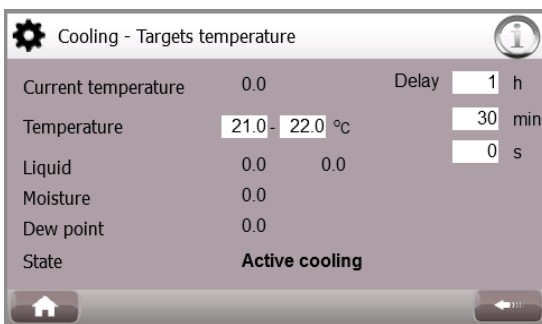 Cooling - Targets temperature
Current temperature 0.0 Delay 1 h
Temperature 21.0 - 22.0 °C 30 min
Liquid 0.0 0.0 0 s
Moisture 0.0
Dew point 0.0
State Active cooling